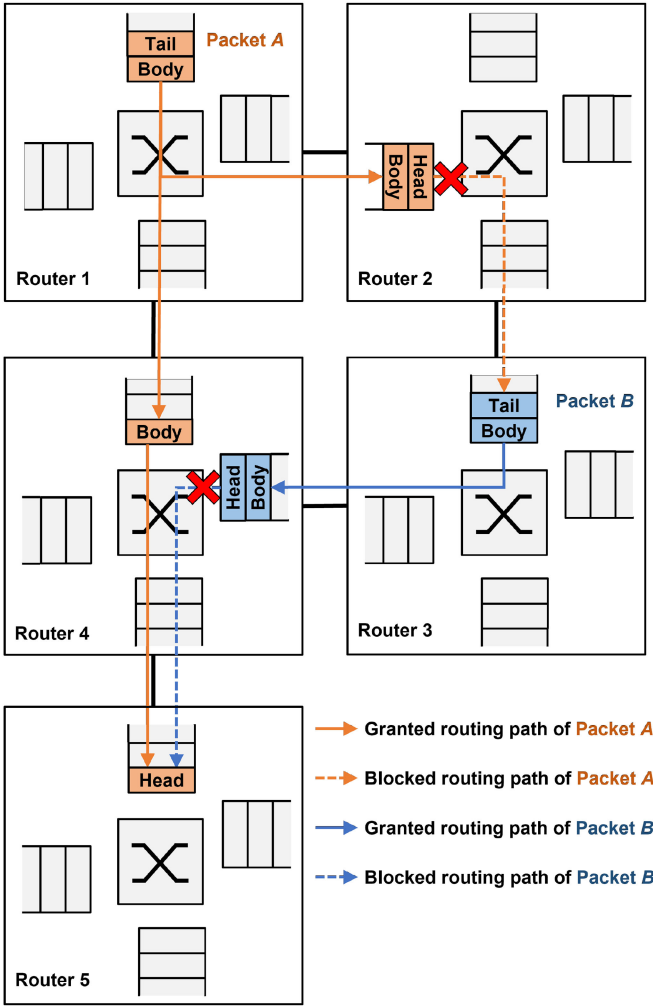 Tail
Packet A
Body
Head
Body
Router 1
Router 2
Tail
Packet B
Body
Body
Head
Body
Router 4
Router 3
Head
Router 5
Granted routing path of Packet A
Blocked routing path of Packet A
Granted routing path of Packet B
Blocked routing path of Packet B